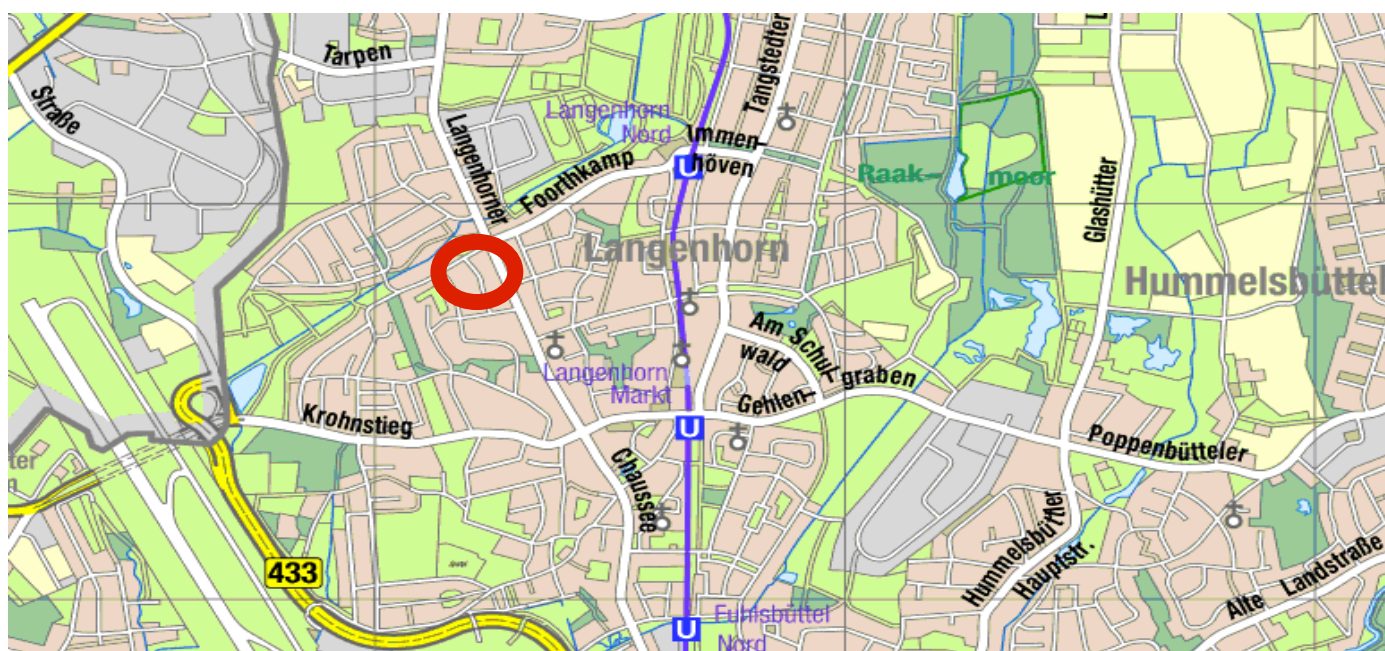 Tarpen
Straße
Langenhorner
Langenhorn
Nord
Tangstedter
Immen-
höven
U
Foorthkamp
Raak-
moor
Glashütter
Langenhorn
Hummelsbüttel
Am Schul-
wald
graben
Gehlen-
Langenhorn
Markt
U
Krohnstieg
Chaussee
Poppenbütteler
Hummelsbüttler
Hauptstr.
Alte Landstraße
433
Fuhlsbüttel
Nord
U